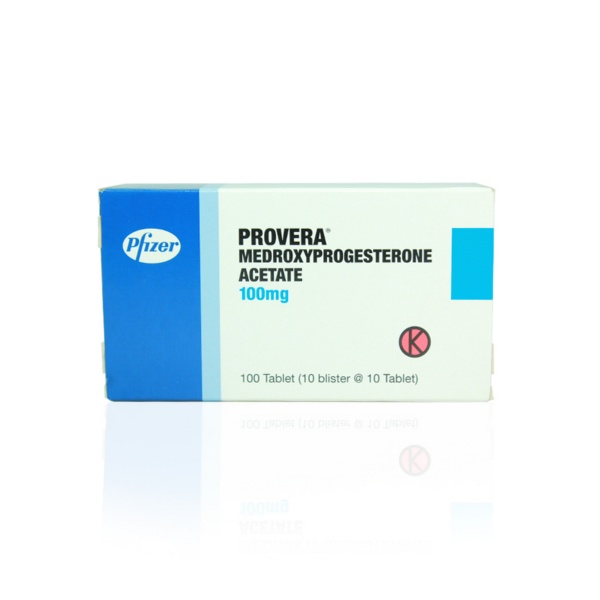 Pfizer
PROVERA®
MEDROXYPROGESTERONE
ACETATE
100mg
K
100 Tablet (10 blister @ 10 Tablet)